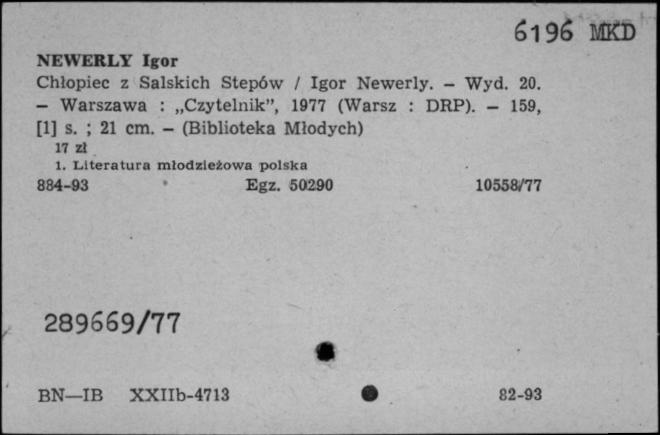 6196 MKD
NEWERLY Igor
Chłopiec z Salskich Stepów / Igor Newerly. — Wyd. 20.
— Warszawa : „Czytelnik”, 1977 (Warsz : DRP). — 159,
[1] s. ; 21 cm. — (Biblioteka Młodych)
17 zł
1. Literatura młodzieżowa polska
884-93 Egz. 50290 10558/77
289669/77
BN—IB XXIIb-4713 82-93